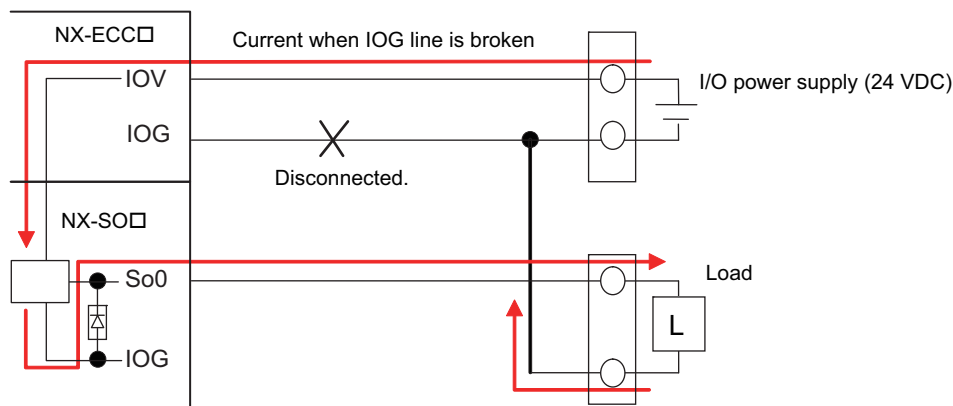 NX-ECC□
Current when IOG line is broken
IOV
I/O power supply (24 VDC)
IOG
Disconnected.
NX-SO□
So0
Load
L
IOG